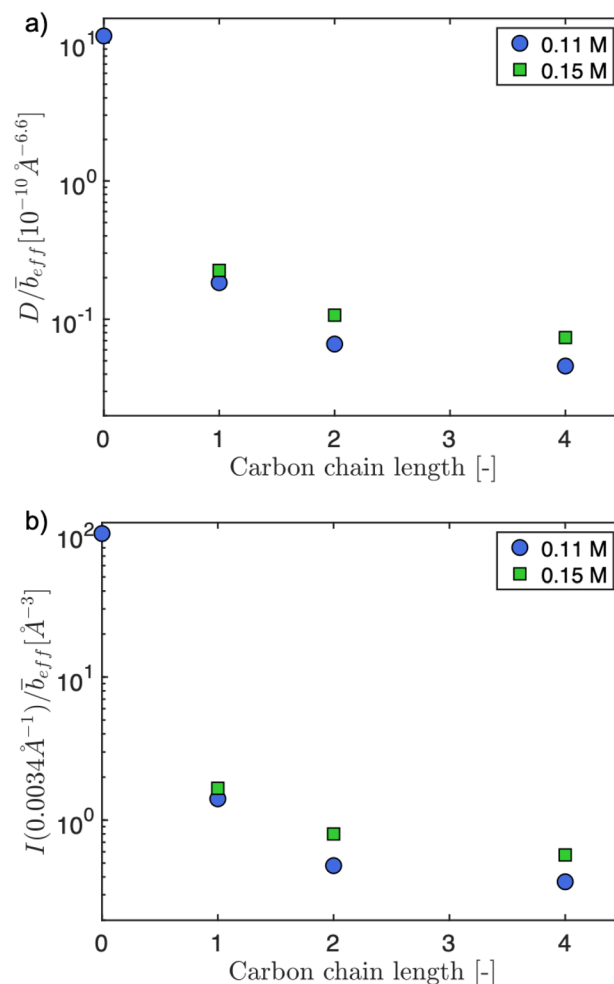 a)
0.11 M
0.15 M
10^1
10^0
10^-1
D/b̄_eff [10^-10 Å^-6.6]
0 1 2 3 4
Carbon chain length [-]
b)
0.11 M
0.15 M
10^2
10^1
10^0
I(0.0034Å^-1)/b̄_eff [Å^-3]
0 1 2 3 4
Carbon chain length [-]